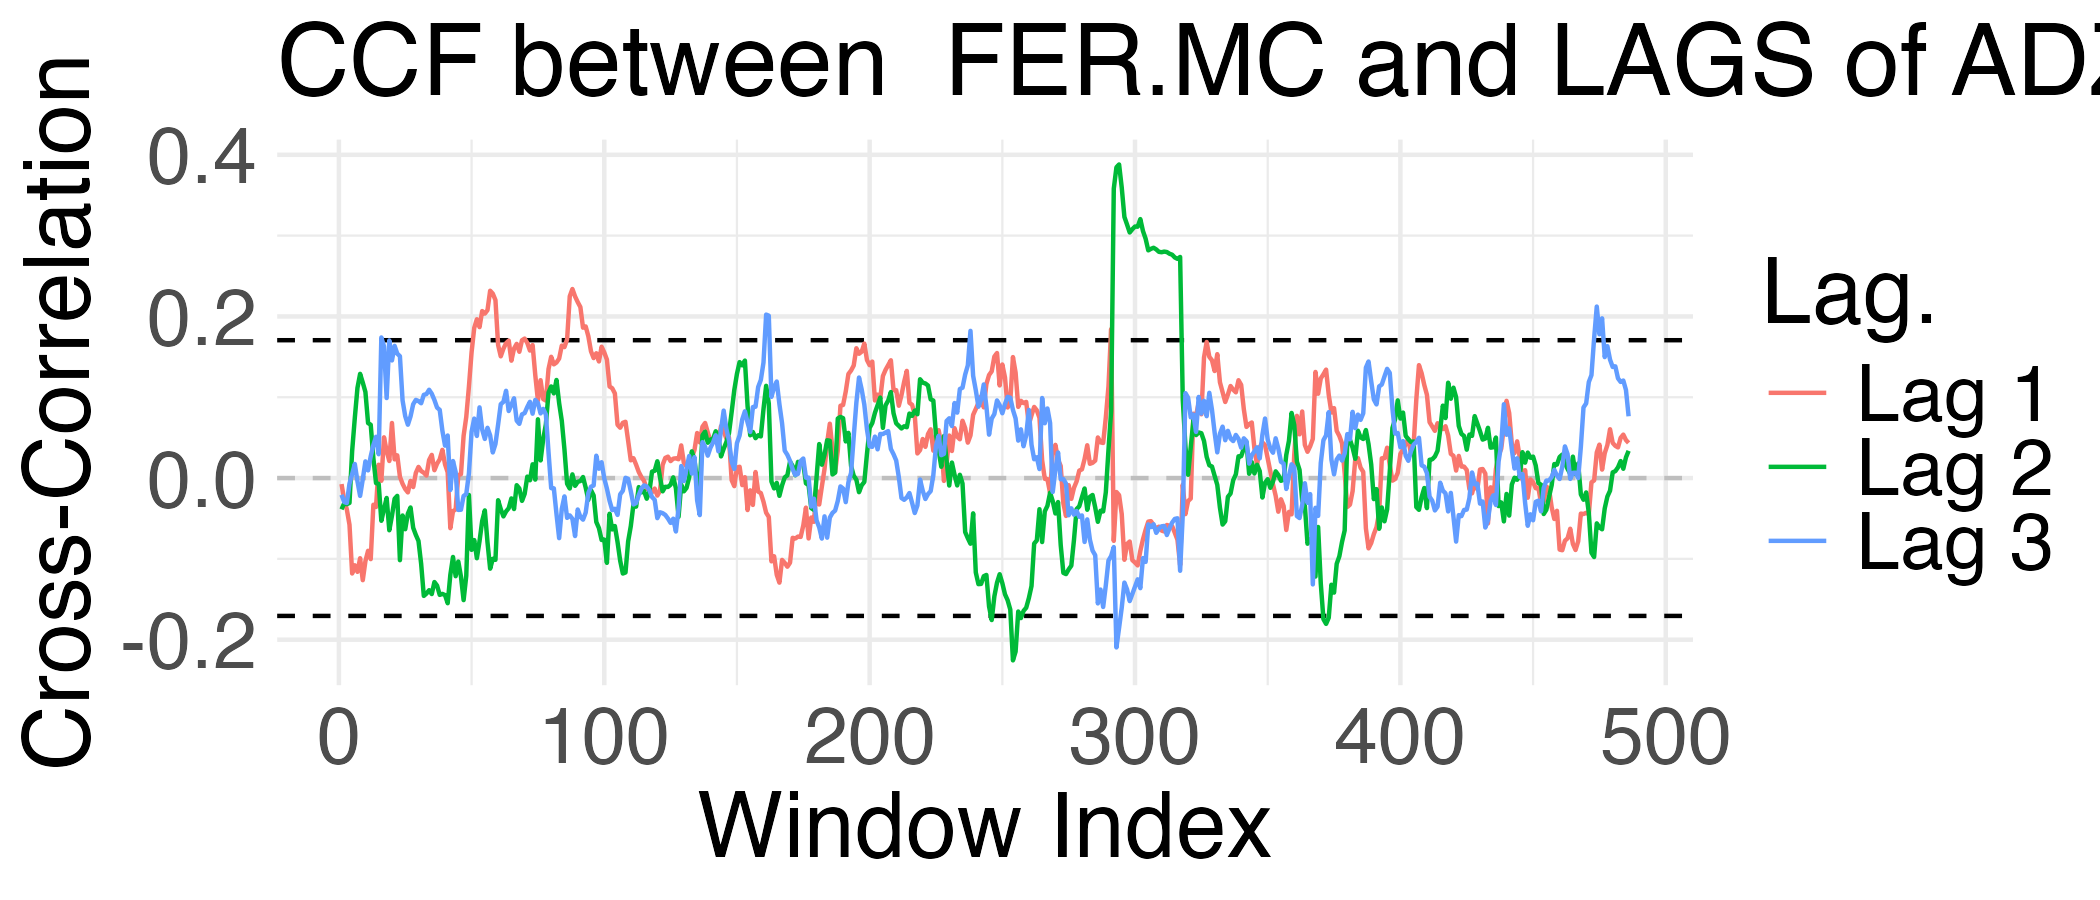 CCF between FER.MC and LAGS of
Cross-Correlation
0.4
0.2
0.0
-0.2
0
100
200
300
400
500
Window Index
Lag.
Lag 1
Lag 2
Lag 3